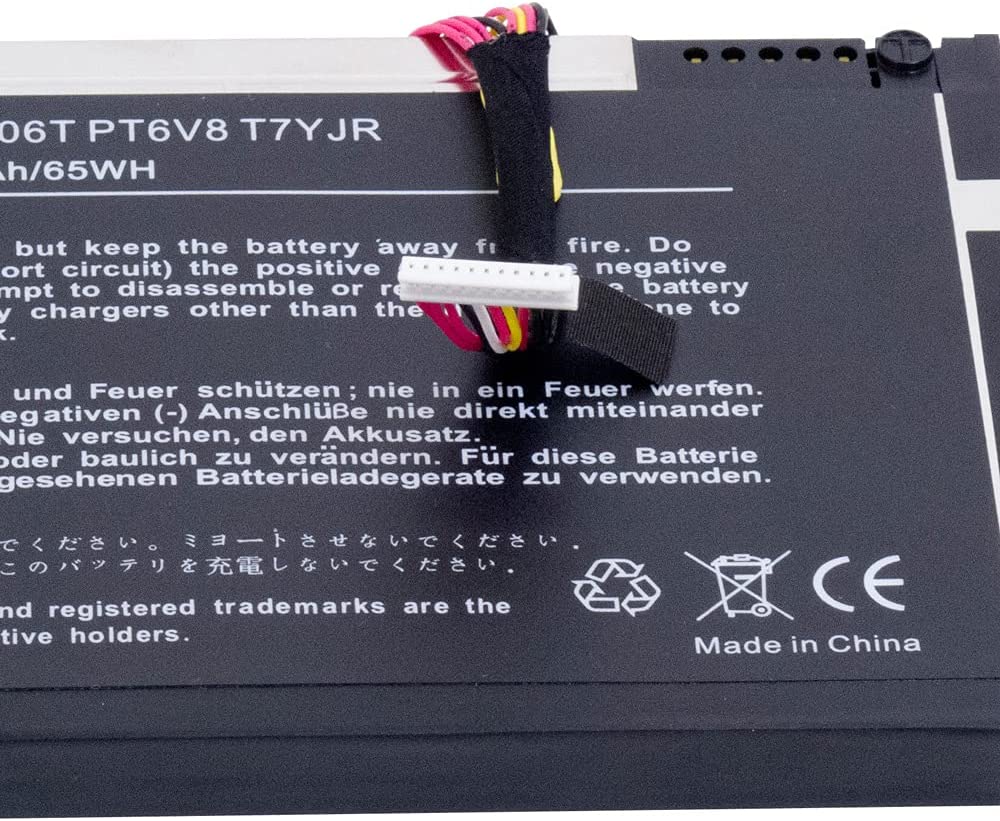 06T PT6V8 T7YJR
Ah/65WH
but keep the battery away fire. Do
ort circuit) the positive negative
mpt to disassemble or battery
y chargers other than the to
k.
und Feuer schützen; nie in ein Feuer werfen.
egativen (-) Anschlüße nie direkt miteinander
Nie versuchen, den Akkusatz.
oder baulich zu verändern. Für diese Batterie
gesehenen Batterieladegerate zu verwenden.
でください。ミヨートさせないでください.
このバッテリを充電しないでください.
nd registered trademarks are the
tive holders.
CE
Made in China